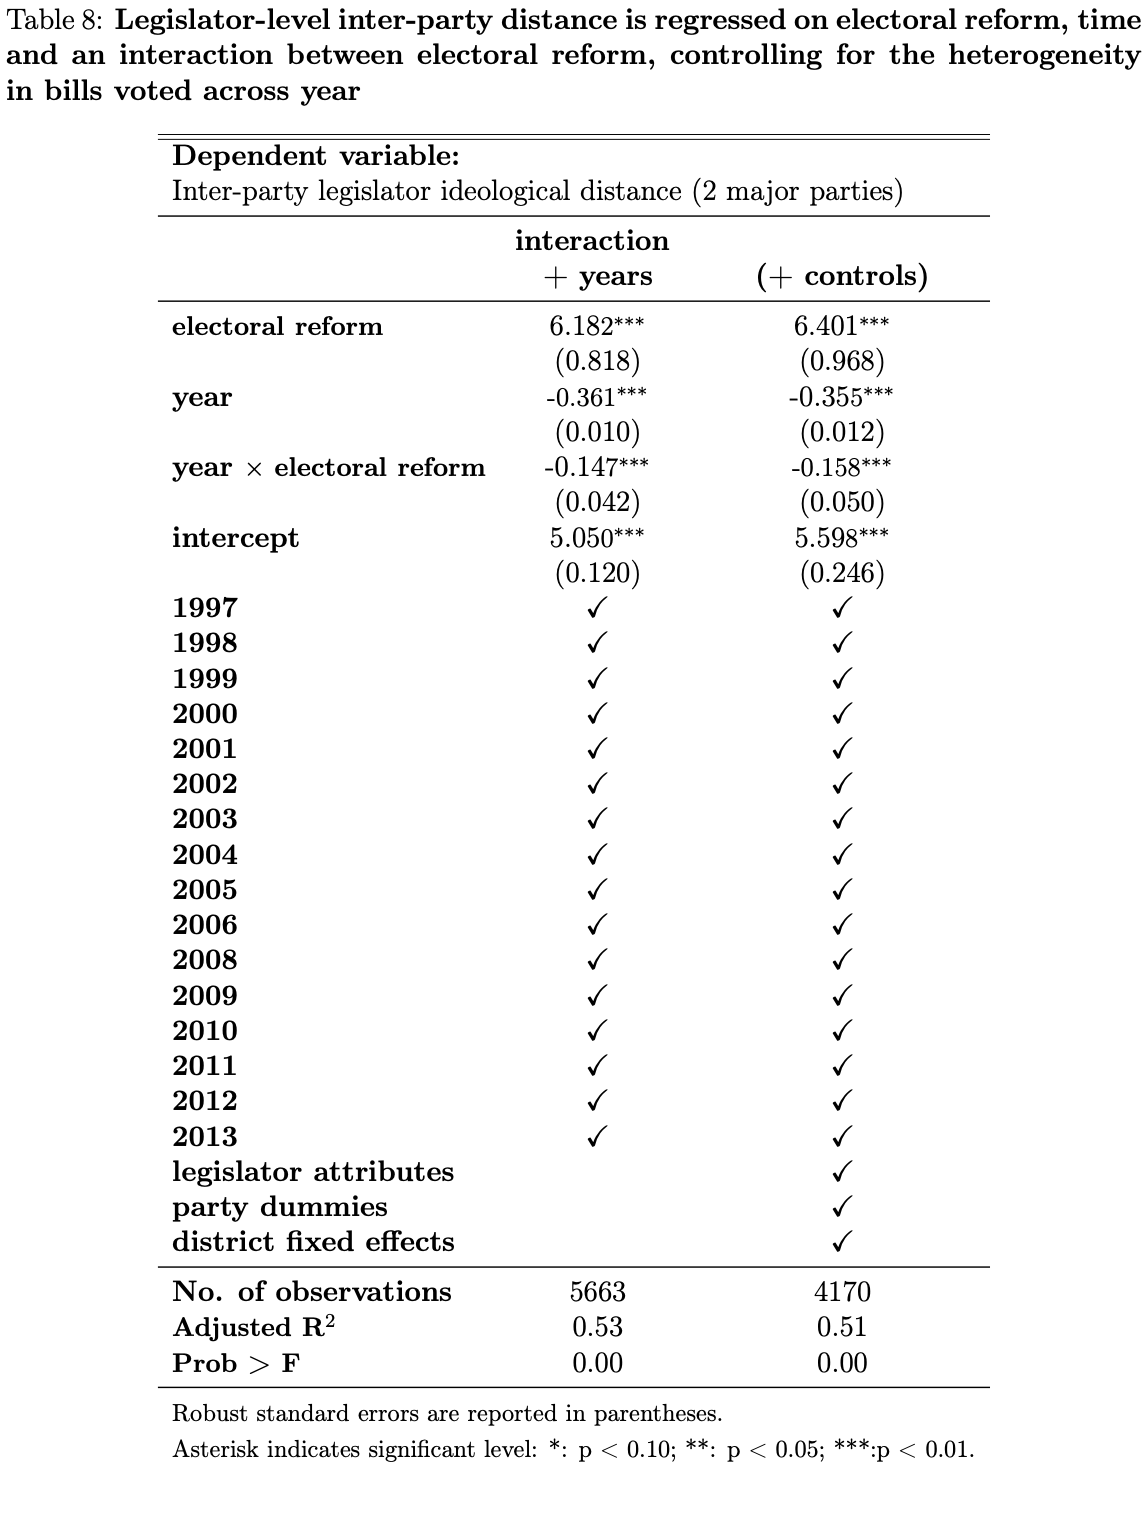 Table 8: Legislator-level inter-party distance is regressed on electoral reform, time
and an interaction between electoral reform, controlling for the heterogeneity
in bills voted across year
Dependent variable:
Inter-party legislator ideological distance (2 major parties)
interaction
+ years (+ controls)
electoral reform 6.182*** 6.401***
(0.818) (0.968)
year -0.361*** -0.355***
(0.010) (0.012)
year × electoral reform -0.147*** -0.158***
(0.042) (0.050)
intercept 5.050*** 5.598***
(0.120) (0.246)
1997 ✓ ✓
1998 ✓ ✓
1999 ✓ ✓
2000 ✓ ✓
2001 ✓ ✓
2002 ✓ ✓
2003 ✓ ✓
2004 ✓ ✓
2005 ✓ ✓
2006 ✓ ✓
2008 ✓ ✓
2009 ✓ ✓
2010 ✓ ✓
2011 ✓ ✓
2012 ✓ ✓
2013 ✓ ✓
legislator attributes ✓
party dummies ✓
district fixed effects ✓
No. of observations 5663 4170
Adjusted R² 0.53 0.51
Prob > F 0.00 0.00
Robust standard errors are reported in parentheses.
Asterisk indicates significant level: *: p < 0.10; **: p < 0.05; ***:p < 0.01.